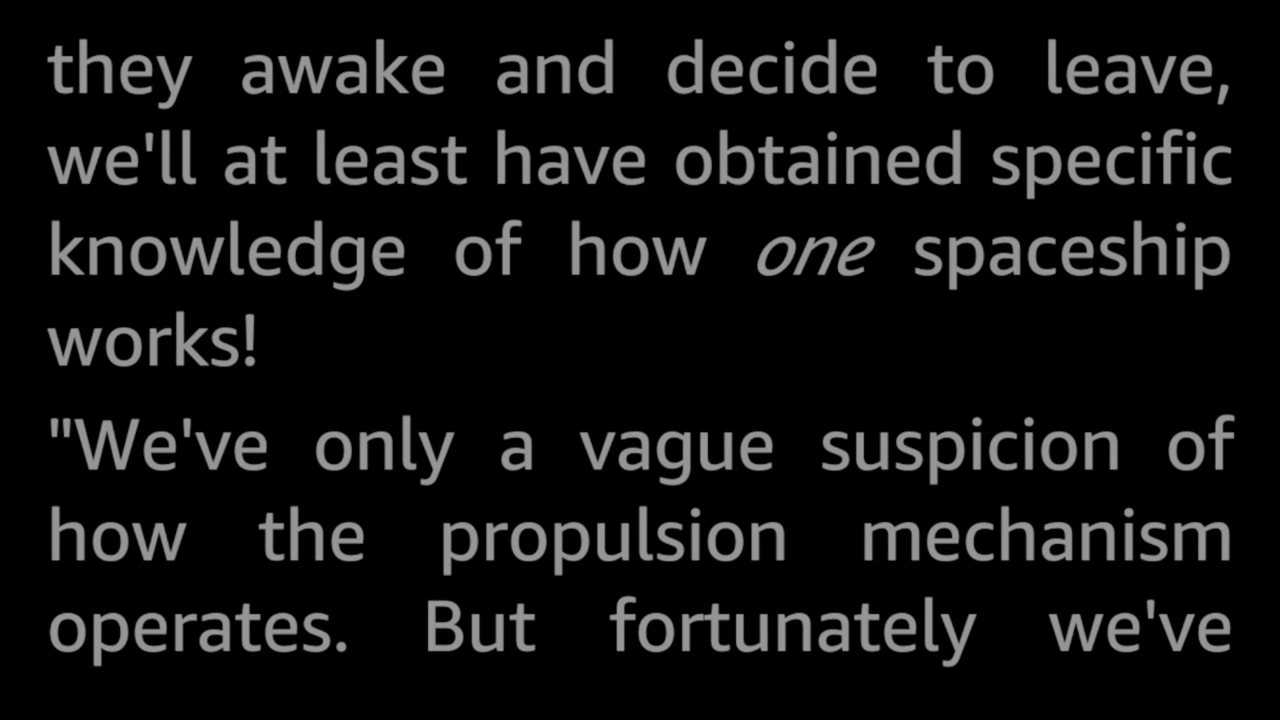 they awake and decide to leave,
we'll at least have obtained specific
knowledge of how one spaceship
works!
"We've only a vague suspicion of
how the propulsion mechanism
operates. But fortunately we've